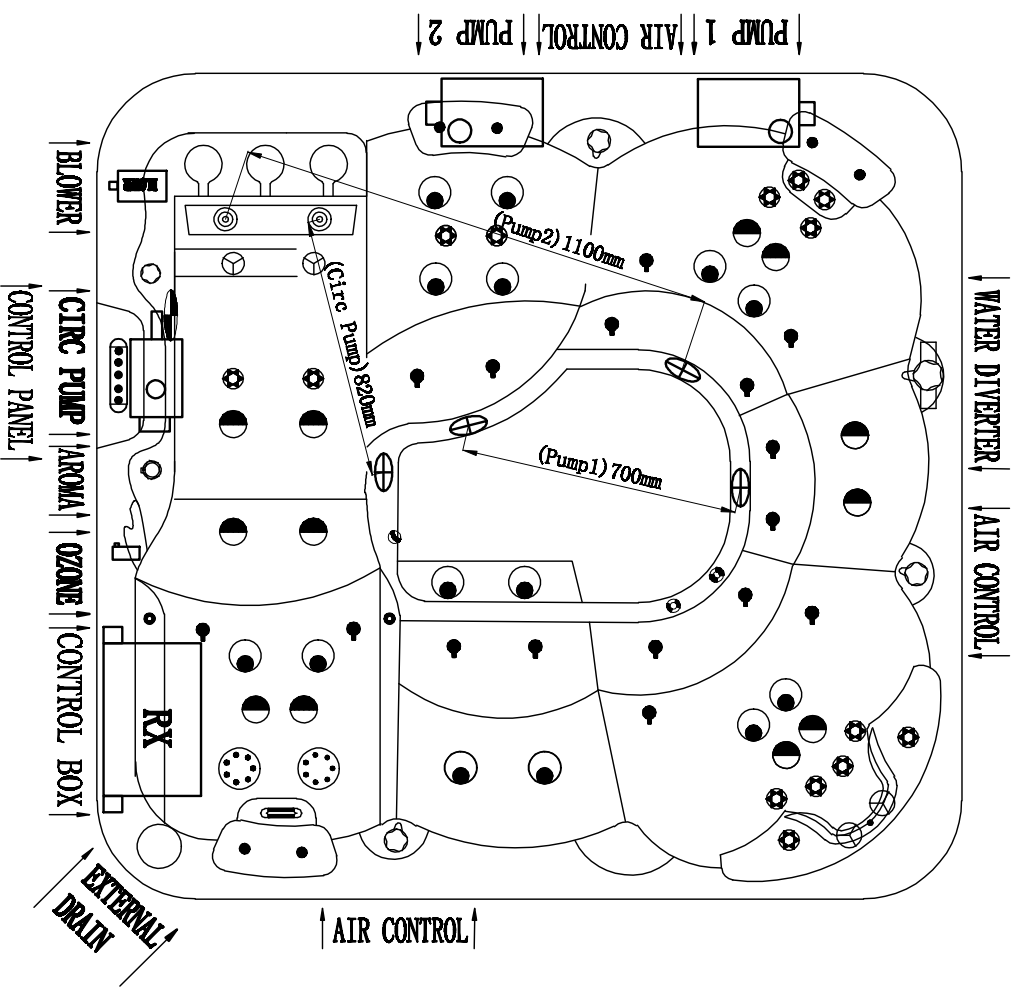 PUMP 2
AIR CONTROL
PUMP 1
BLOWER
CONTROL PANEL
CIRC PUMP
AROMA
OZONE
CONTROL BOX
(Pump2)1100mm
(Circ Pump)820mm
(Pump1)700mm
WATER DIVERTER
AIR CONTROL
RX
EXTERNAL
DRAIN
AIR CONTROL